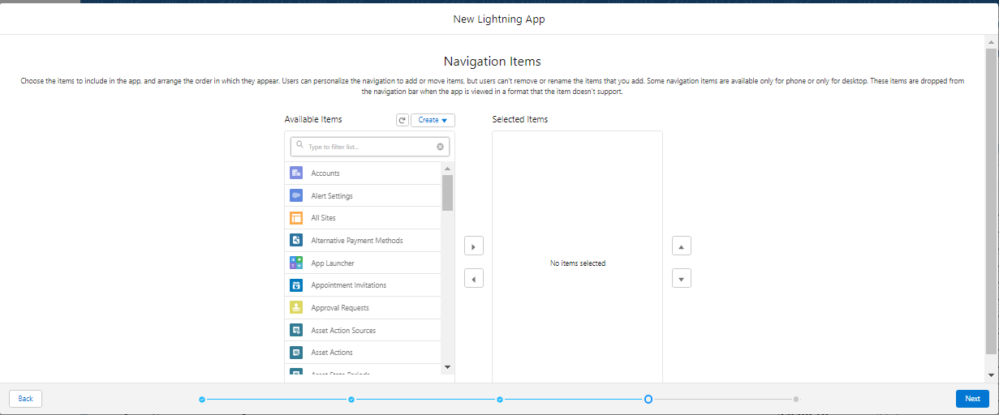 New Lightning App
Navigation Items
Choose the items to include in the app, and arrange the order in which they appear. Users can personalize the navigation to add or move items, but users can't remove or rename the items that you add. Some navigation items are available only for phone or only for desktop. These items are dropped from
the navigation bar when the app is viewed in a format that the item doesn't support.
Available Items
Create
Selected Items
Type to filter list...
Accounts
Alert Settings
All Sites
Alternative Payment Methods
App Launcher
No items selected
Appointment Invitations
Approval Requests
Asset Action Sources
Asset Actions
Asset State Periods
Back
Next